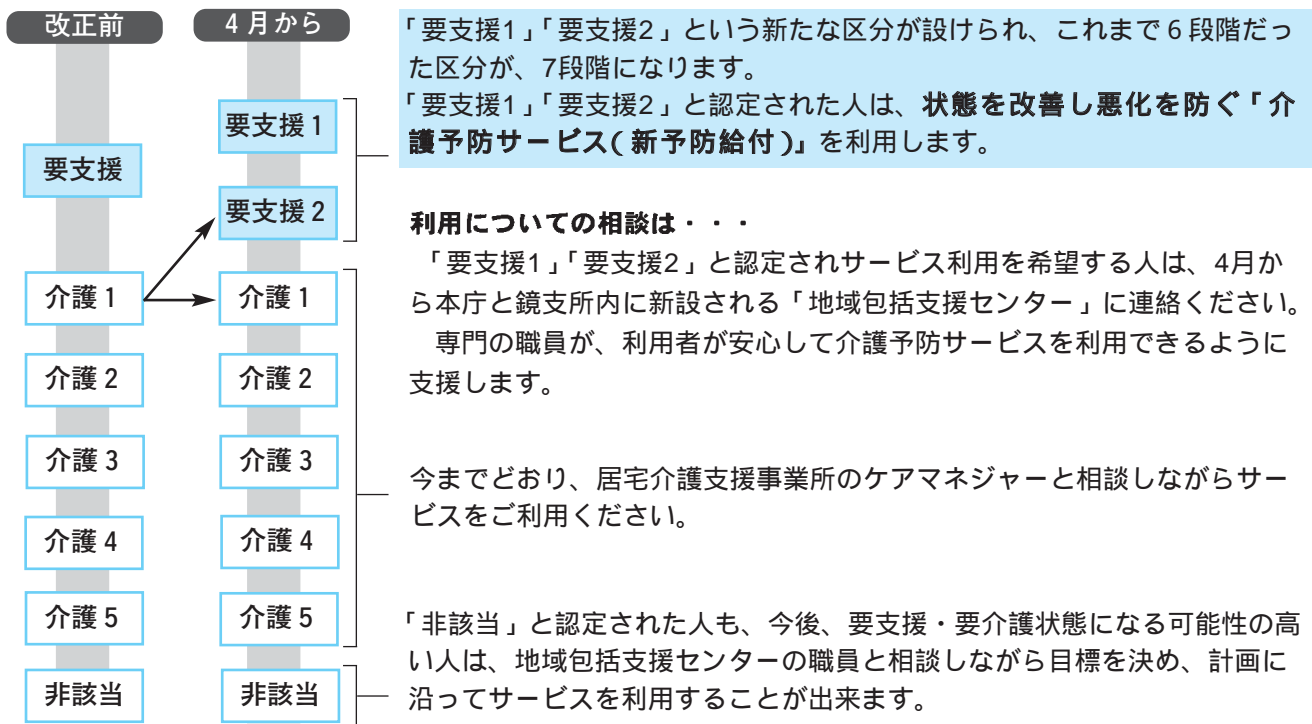 改正前
4月から
要支援
介護1
介護2
介護3
介護4
介護5
非該当
要支援1
要支援2
介護1
介護2
介護3
介護4
介護5
非該当
「要支援1」「要支援2」という新たな区分が設けられ、これまで6段階だっ
た区分が、7段階になります。
「要支援1」「要支援2」と認定された人は、状態を改善し悪化を防ぐ「介
護予防サービス(新予防給付)」を利用します。
利用についての相談は・・・
「要支援1」「要支援2」と認定されサービス利用を希望する人は、4月か
ら本庁と鏡支所内に新設される「地域包括支援センター」に連絡ください。
専門の職員が、利用者が安心して介護予防サービスを利用できるように
支援します。
今までどおり、居宅介護支援事業所のケアマネジャーと相談しながらサー
ビスをご利用ください。
「非該当」と認定された人も、今後、要支援・要介護状態になる可能性の高
い人は、地域包括支援センターの職員と相談しながら目標を決め、計画に
沿ってサービスを利用することが出来ます。